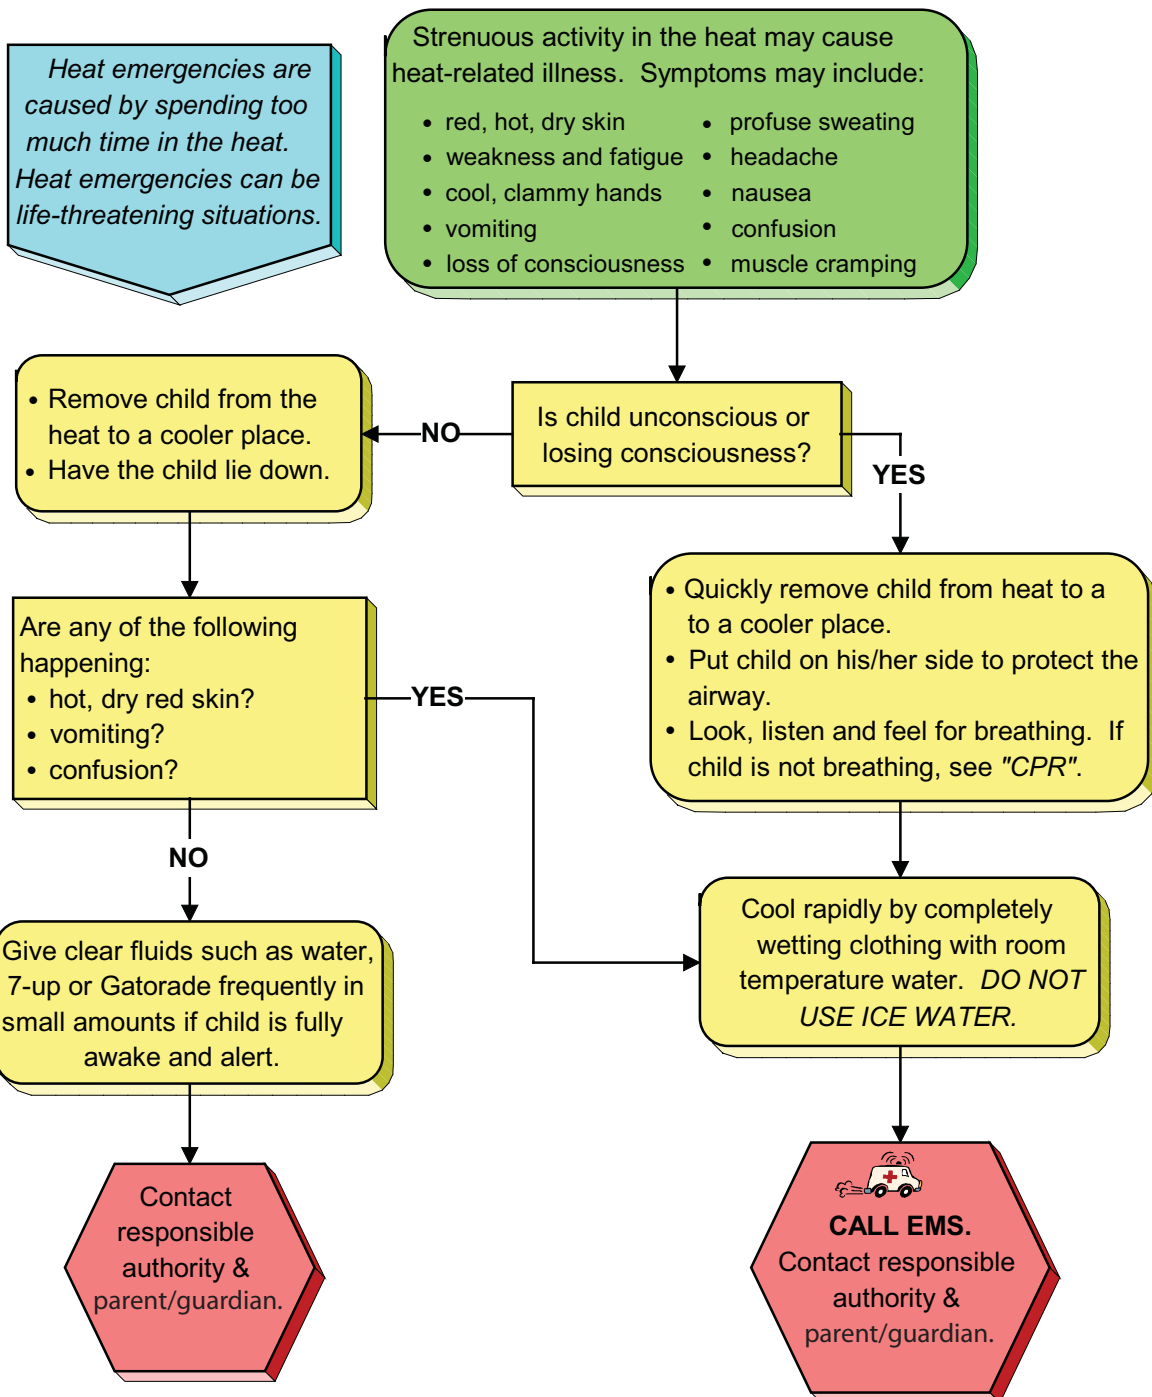 Heat emergencies are
caused by spending too
much time in the heat.
Heat emergencies can be
life-threatening situations.
Strenuous activity in the heat may cause
heat-related illness.  Symptoms may include:
• red, hot, dry skin
• weakness and fatigue
• cool, clammy hands
• vomiting
• loss of consciousness
• profuse sweating
• headache
• nausea
• confusion
• muscle cramping
Is child unconscious or
losing consciousness?
NO
YES
• Remove child from the
heat to a cooler place.
• Have the child lie down.
Are any of the following
happening:
• hot, dry red skin?
• vomiting?
• confusion?
YES
NO
• Quickly remove child from heat to a
to a cooler place.
• Put child on his/her side to protect the
airway.
• Look, listen and feel for breathing.  If
child is not breathing, see "CPR".
Give clear fluids such as water,
7-up or Gatorade frequently in
small amounts if child is fully
awake and alert.
Cool rapidly by completely
wetting clothing with room
temperature water.  DO NOT
USE ICE WATER.
Contact
responsible
authority &
parent/guardian.
CALL EMS.
Contact responsible
authority &
parent/guardian.